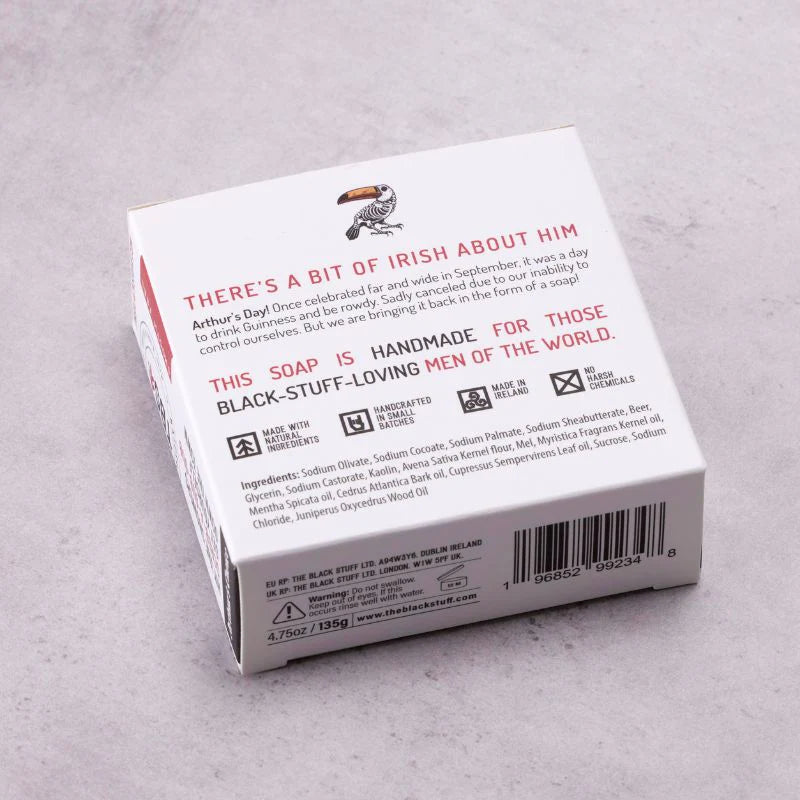 THERE'S A BIT OF IRISH ABOUT HIM
Arthur's Day! Once celebrated far and wide in September, it was a day
to drink Guinness and be rowdy. Sadly canceled due to our inability to
control ourselves. But we are bringing it back in the form of a soap!
THIS SOAP IS HANDMADE FOR THOSE
BLACK-STUFF-LOVING MEN OF THE WORLD.
MADE WITH
NATURAL
INGREDIENTS
HANDCRAFTED
IN SMALL
BATCHES
MADE IN
IRELAND
NO
HARSH
CHEMICALS
Ingredients: Sodium Olivate, Sodium Cocoate, Sodium Palmate, Sodium Sheabutterate, Beer,
Glycerin, Sodium Castorate, Kaolin, Avena Sativa Kernel flour, Mel, Myristica Fragrans Kernel oil,
Mentha Spicata oil, Cedrus Atlantica Bark oil, Cupressus Sempervirens Leaf oil, Sucrose, Sodium
Chloride, Juniperus Oxycedrus Wood Oil
EU RP: THE BLACK STUFF LTD. A94W3Y6. DUBLIN IRELAND
UK RP: THE BLACK STUFF LTD. LONDON. W1W 5PF UK.
Warning: Do not swallow.
Keep out of eyes. If this
occurs rinse well with water.
4.75oz / 135g | www.theblackstuff.com
1 96852 99234 8